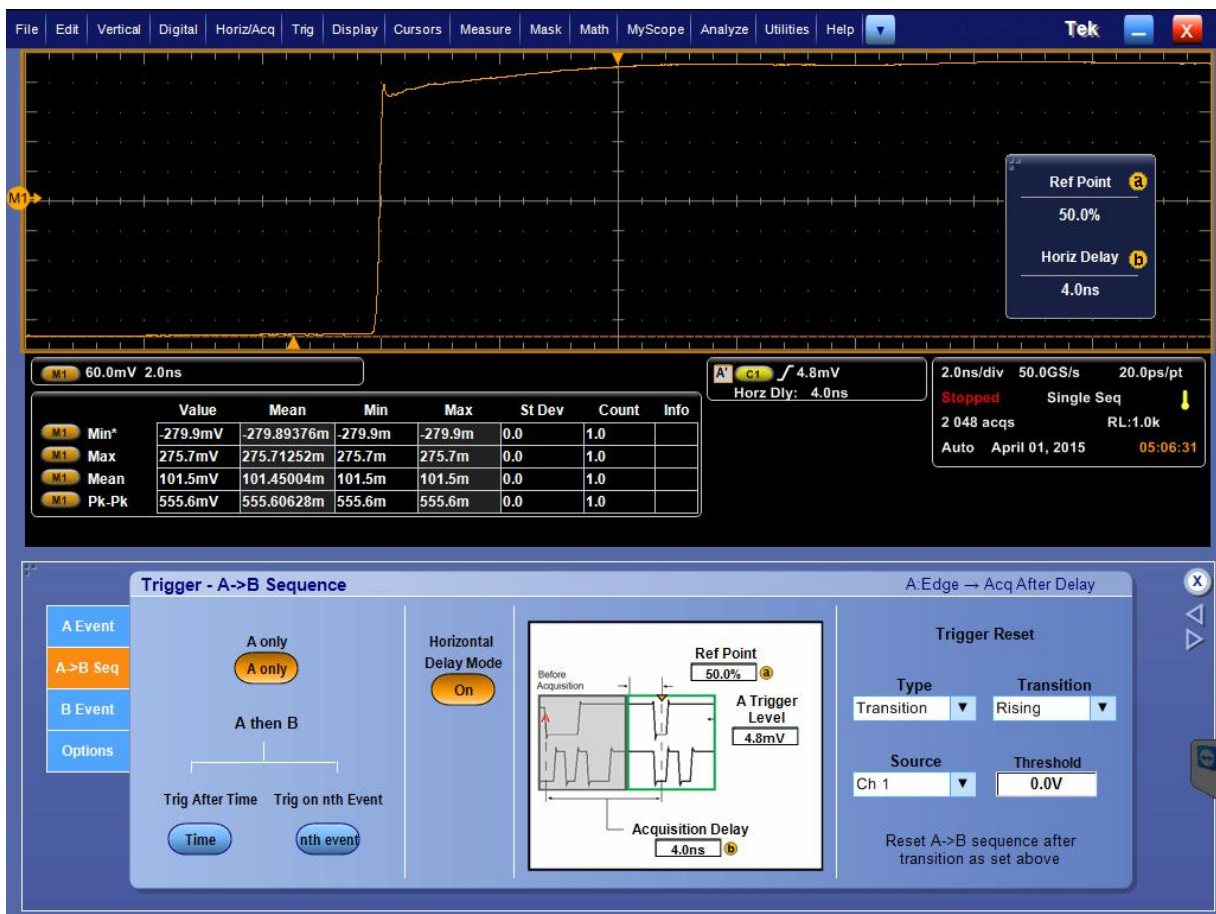 File Edit Vertical Digital Horiz/Acq Trig Display Cursors Measure Mask Math MyScope Analyze Utilities Help Tek X
M1
Ref Point a
50.0%
Horiz Delay b
4.0ns
M1 60.0mV 2.0ns
A' C1 4.8mV
Horz Dly: 4.0ns
2.0ns/div 50.0GS/s 20.0ps/pt
Stopped Single Seq
2 048 acqs RL:1.0k
Auto April 01, 2015 05:06:31
Value Mean Min Max St Dev Count Info
M1 Min* -279.9mV -279.89376m -279.9m -279.9m 0.0 1.0
M1 Max 275.7mV 275.71252m 275.7m 275.7m 0.0 1.0
M1 Mean 101.5mV 101.45004m 101.5m 101.5m 0.0 1.0
M1 Pk-Pk 555.6mV 555.60628m 555.6m 555.6m 0.0 1.0
Trigger - A->B Sequence
A:Edge → Acq After Delay
X
A Event
A->B Seq
B Event
Options
A only
A only
A then B
Trig After Time Trig on nth Event
Time nth event
Horizontal
Delay Mode
On
Before
Acquisition
Ref Point
50.0% a
A
A Trigger
Level
4.8mV
Acquisition Delay
4.0ns b
Trigger Reset
Type Transition
Transition Rising
Source Threshold
Ch 1 0.0V
Reset A->B sequence after
transition as set above